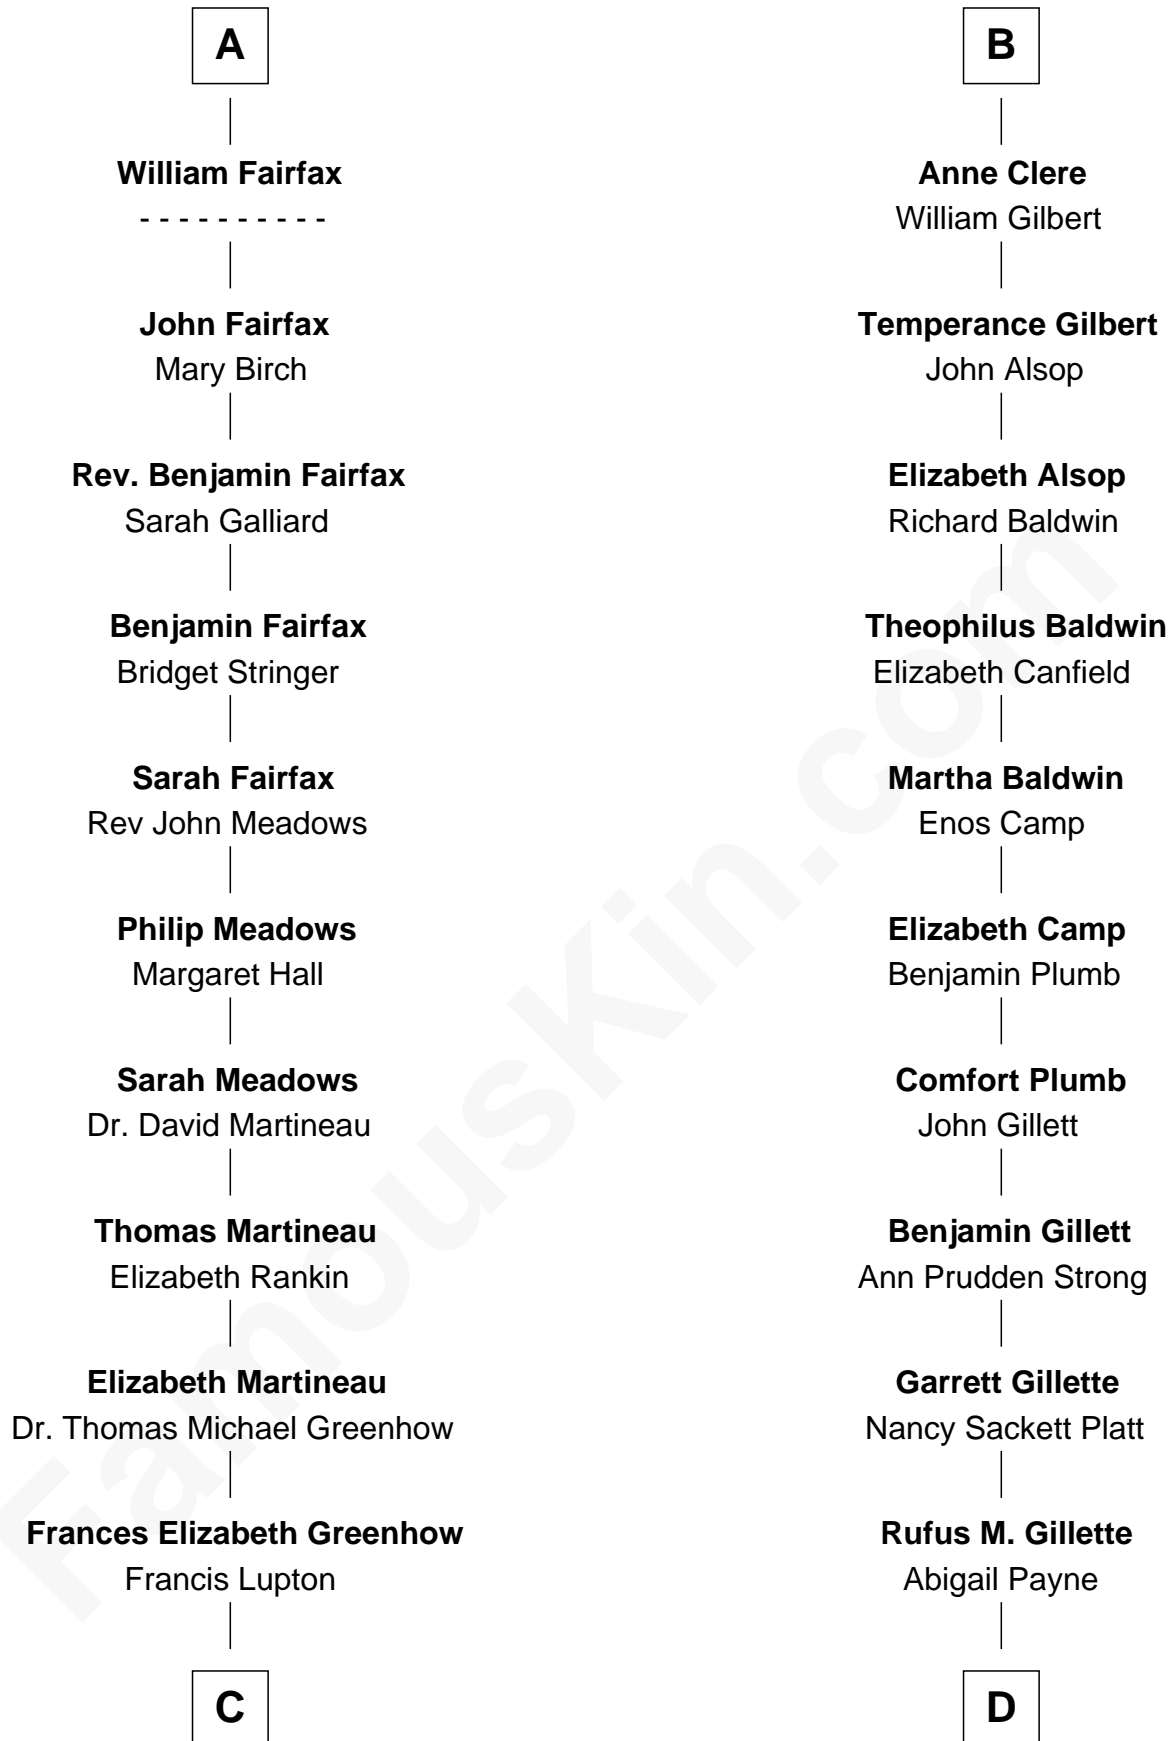 A
William Fairfax
- - - - - - - - - -
John Fairfax
Mary Birch
Rev. Benjamin Fairfax
Sarah Galliard
Benjamin Fairfax
Bridget Stringer
Sarah Fairfax
Rev John Meadows
Philip Meadows
Margaret Hall
Sarah Meadows
Dr. David Martineau
Thomas Martineau
Elizabeth Rankin
Elizabeth Martineau
Dr. Thomas Michael Greenhow
Frances Elizabeth Greenhow
Francis Lupton
C
B
Anne Clere
William Gilbert
Temperance Gilbert
John Alsop
Elizabeth Alsop
Richard Baldwin
Theophilus Baldwin
Elizabeth Canfield
Martha Baldwin
Enos Camp
Elizabeth Camp
Benjamin Plumb
Comfort Plumb
John Gillett
Benjamin Gillett
Ann Prudden Strong
Garrett Gillette
Nancy Sackett Platt
Rufus M. Gillette
Abigail Payne
D
FamousKin.com